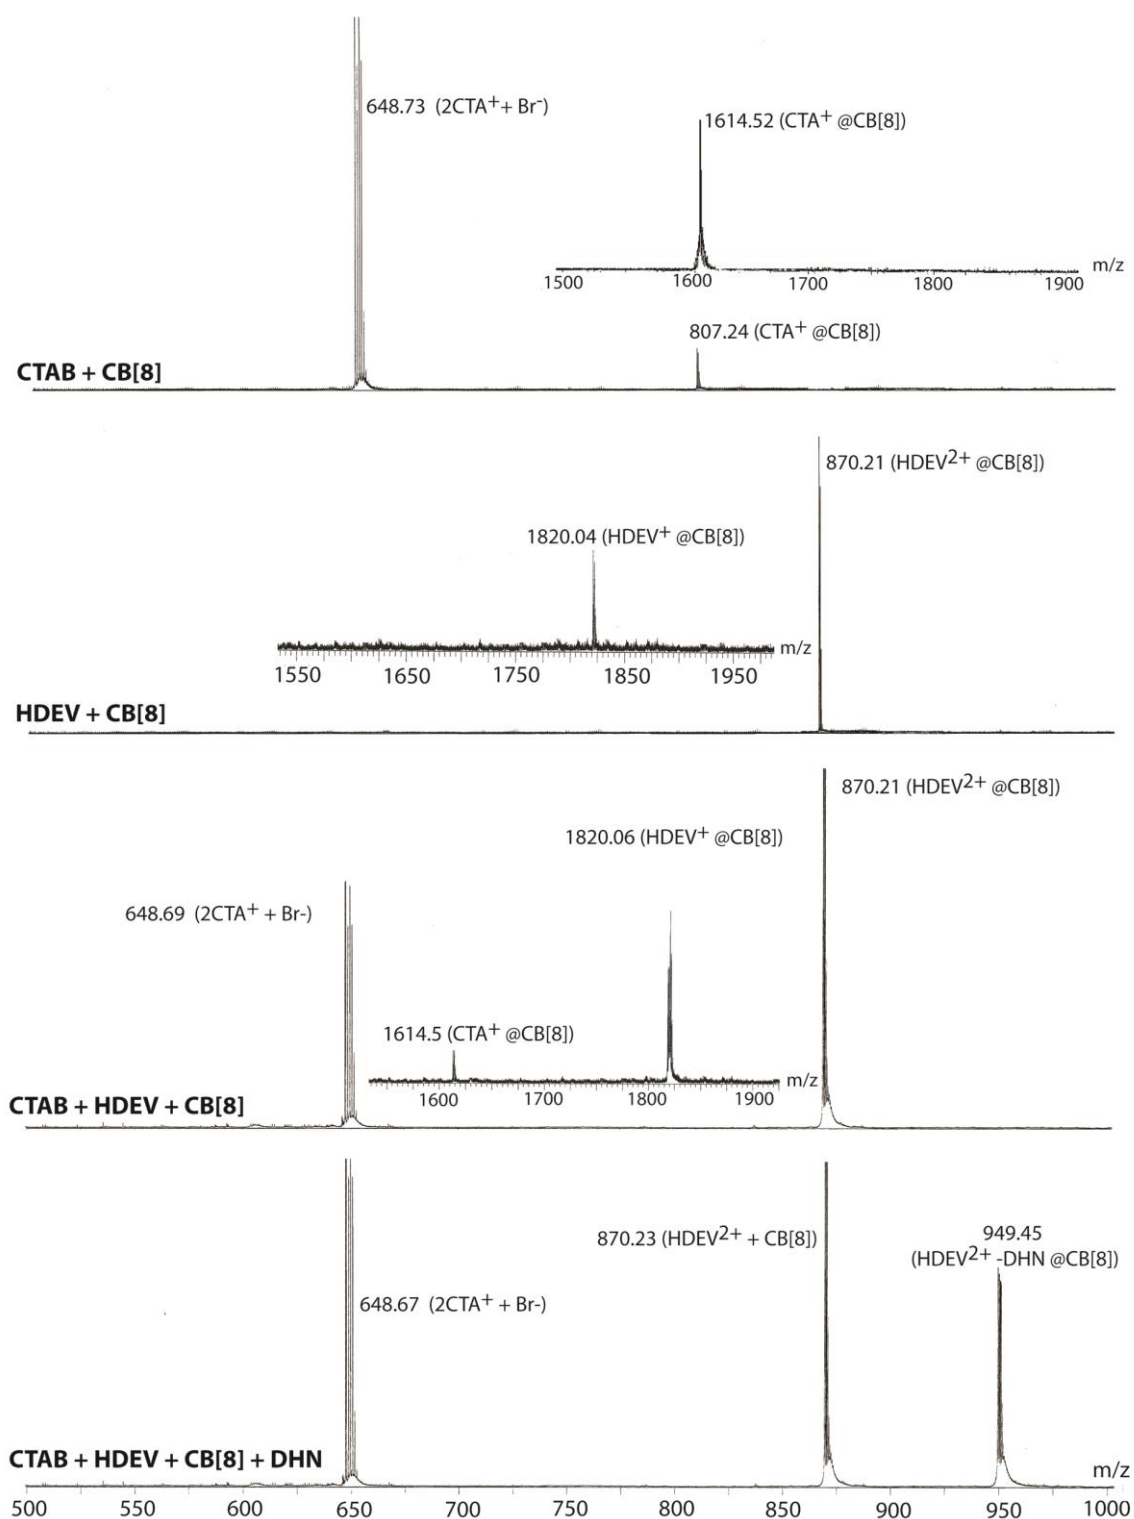 648.73 (2CTA⁺+ Br⁻)
1614.52 (CTA⁺ @CB[8])
m/z
1500 1600 1700 1800 1900
807.24 (CTA⁺ @CB[8])
CTAB + CB[8]
870.21 (HDEV²⁺ @CB[8])
1820.04 (HDEV⁺ @CB[8])
m/z
1550 1650 1750 1850 1950
HDEV + CB[8]
870.21 (HDEV²⁺ @CB[8])
1820.06 (HDEV⁺ @CB[8])
648.69 (2CTA⁺ + Br-)
1614.5 (CTA⁺ @CB[8])
m/z
1600 1700 1800 1900
CTAB + HDEV + CB[8]
949.45
870.23 (HDEV²⁺ + CB[8])
(HDEV²⁺ -DHN @CB[8])
648.67 (2CTA⁺ + Br-)
CTAB + HDEV + CB[8] + DHN
m/z
500 550 600 650 700 750 800 850 900 950 1000